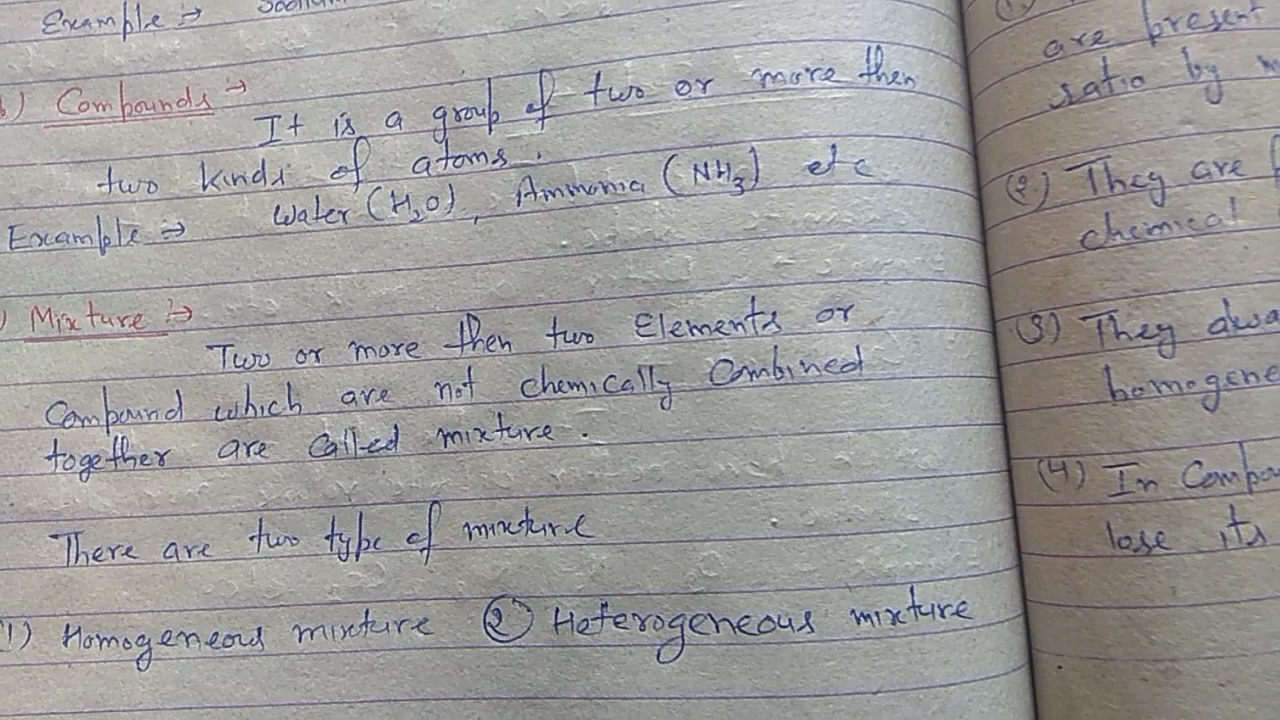 Example :→
) Compounds :→
It is a group of two or more then
two kinds of atoms.
Example ⇒ Water (H₂O), Ammonia (NH₃) etc
) Mixture :→
Two or more then two Elements or
Compound which are not chemically Combined
together are called mixture.
There are two type of mixture
1) Homogeneous mixture ② Heterogeneous mixture
are present
ratio by
(2) They are
chemical
(3) They
homogene
(4) In
lose its